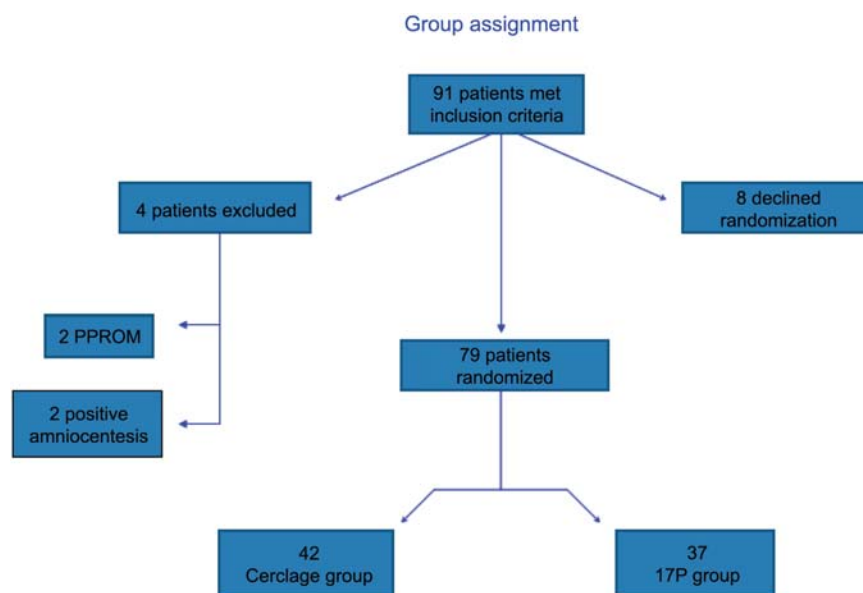 Group assignment
91 patients met
inclusion criteria
4 patients excluded
8 declined
randomization
2 PPROM
79 patients
randomized
2 positive
amniocentesis
42
Cerclage group
37
17P group